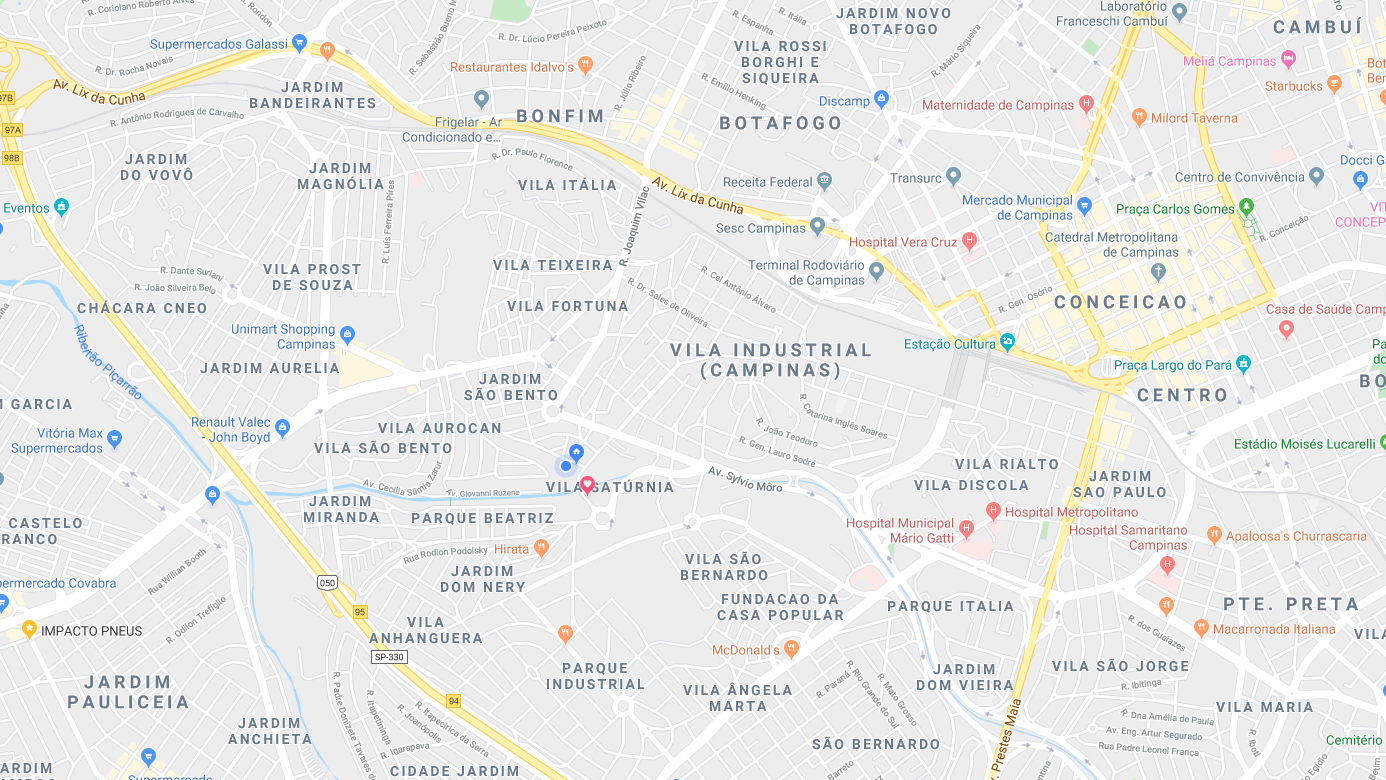 R. Coriolano Roberto Alves
Laboratório
Franceschi Cambuí
JARDIM NOVO
BOTAFOGO
CAMBUÍ
R. Espanha
R. Itália
R. Dr. Lúcio Pereira Peixoto
Supermercados Galassi
R. Sebastião Bueno M
R. Mário Siqueira
VILA ROSSI
BORGHI E
SIQUEIRA
Meliá Campinas
Restaurantes Idalvo's
R. Dr. Rocha Novais
Starbucks
Av. Lix da Cunha
JARDIM
BANDEIRANTES
R. Júlio Ribeiro
R. Emílio Henking
Discamp
Maternidade de Campinas
97B
R. Antônio Rodrigues de Carvalho
Frigelar - Ar
Condicionado e...
BONFIM
BOTAFOGO
Milord Taverna
97A
98B
JARDIM
DO VOVÔ
JARDIM
MAGNÓLIA
R. Dr. Paulo Florence
Docci Ga
VILA ITÁLIA
Receita Federal
Transurc
Centro de Convivência
Av. Lix da Cunha
Mercado Municipal
de Campinas
Eventos
R. Luís Ferreira Pires
R. Joaquim Vilac
Praça Carlos Gomes
VIT
CONCEP
Sesc Campinas
Hospital Vera Cruz
R. Conceição
Catedral Metropolitana
de Campinas
VILA TEIXEIRA
Terminal Rodoviário
de Campinas
VILA PROST
DE SOUZA
R. Dante Suriani
R. João Silveira Belo
R. Cel Antônio Álvaro
R. Dr. Sales de Oliveira
R. Gen. Osório
CONCEICAO
CHÁCARA CNEO
VILA FORTUNA
Casa de Saúde Camp
Unimart Shopping
Campinas
Estação Cultura
VILA INDUSTRIAL
(CAMPINAS)
Ribeirão Piçarrão
JARDIM AURELIA
Praça Largo do Pará
JARDIM
SÃO BENTO
CENTRO
M GARCIA
R. Catarina Inglês Soares
Renault Valec
- John Boyd
VILA AUROCAN
R. João Teodoro
Vitória Max
Supermercados
VILA SÃO BENTO
R. Gen. Lauro Sodré
Estádio Moisés Lucarelli
VILA RIALTO
VILA DISCOLA
Av. Sylvio Moro
JARDIM
SAO PAULO
Av. Cecília Sâmia Zarur
Av. Giovanni Ruzene
VILA SATÚRNIA
JARDIM
MIRANDA
PARQUE BEATRIZ
Hospital Metropolitano
Hospital Municipal
Mário Gatti
Hospital Samaritano
Campinas
CASTELO
RANCO
Apaloosa's Churrascaria
Rua Rodion Podolsky
Hirata
Rua Willian Booth
VILA SÃO
BERNARDO
JARDIM
DOM NERY
permercado Covabra
050
FUNDACAO DA
CASA POPULAR
PARQUE ITALIA
PTE. PRETA
95
R. Odilon Trefiglio
VILA
ANHANGUERA
IMPACTO PNEUS
R. dos Guaiazes
Macarronada Italiana
VILA
SP-330
McDonald's
PARQUE
INDUSTRIAL
VILA SÃO JORGE
JARDIM
DOM VIEIRA
JARDIM
PAULICEIA
VILA ÂNGELA
MARTA
R. Paraná
R. Rio Grande do Sul
R. Mato Grosso
R. Ibitinga
94
VILA MARIA
R. Padre Donizete Tavares de
R. Itapetininga
R. Itapecirica da Serra
R. Joanópolis
R. Dna Amélia de Paula
JARDIM
ANCHIETA
Av. Eng. Artur Segurado
R. Igarapava
SÃO BERNARDO
Rua Padre Leonel França
R. Iboti
Cemitério
v. Prestes Maia
CIDADE JARDIM
Barreto
Supermercado
ARDIM